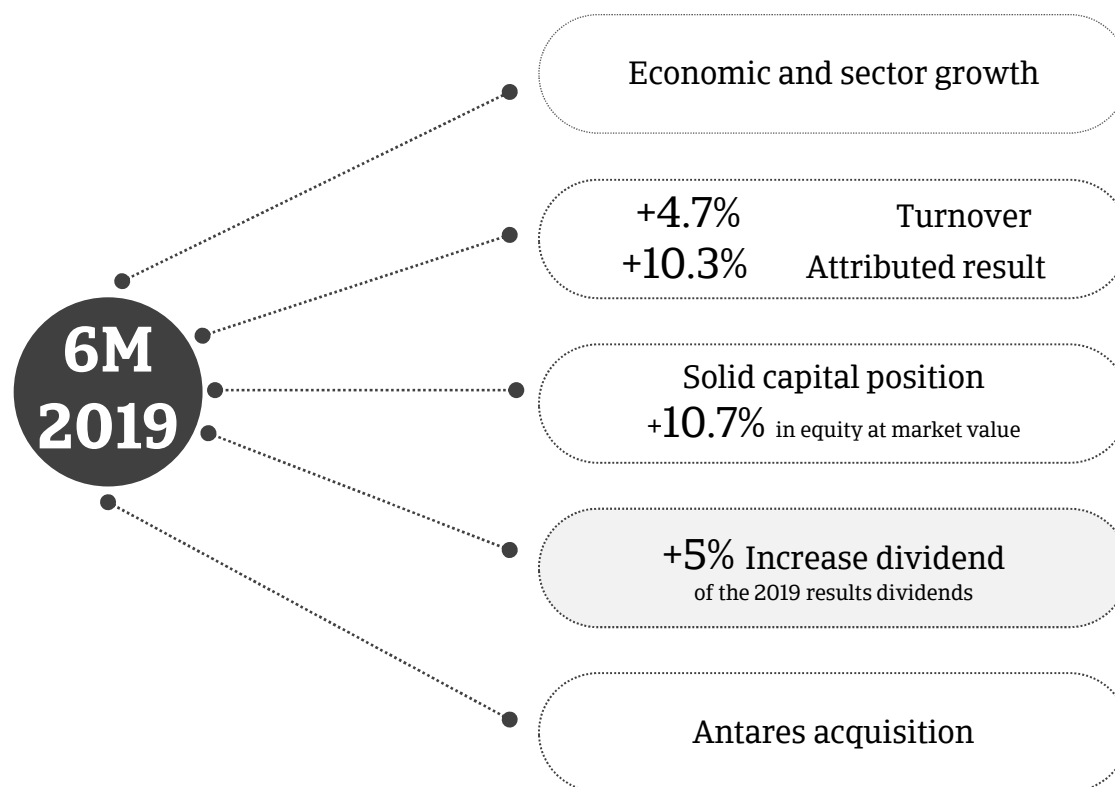 Economic and sector growth
+4.7% Turnover
+10.3% Attributed result
6M
2019
Solid capital position
+10.7% in equity at market value
+5% Increase dividend
of the 2019 results dividends
Antares acquisition